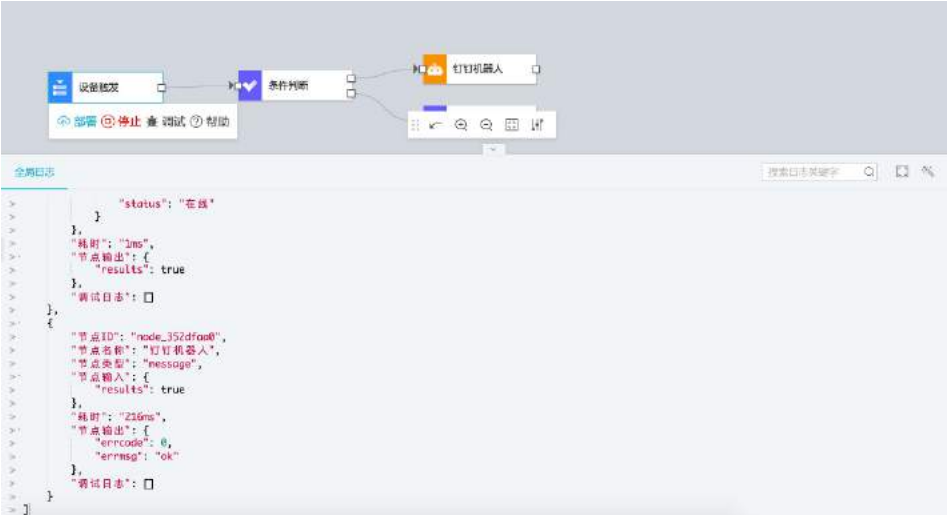 钉钉机器人
设备触发
条件判断
部署 停止 调试 帮助
全局日志
搜索日志关键字
"status": "在线"
}
},
"耗时": "1ms",
"节点输出": {
"results": true
},
"调试日志": []
},
{
"节点ID": "node_352dfaa0",
"节点名称": "钉钉机器人",
"节点类型": "message",
"节点输入": {
"results": true
},
"耗时": "216ms",
"节点输出": {
"errcode": 0,
"errmsg": "ok"
},
"调试日志": []
}
]